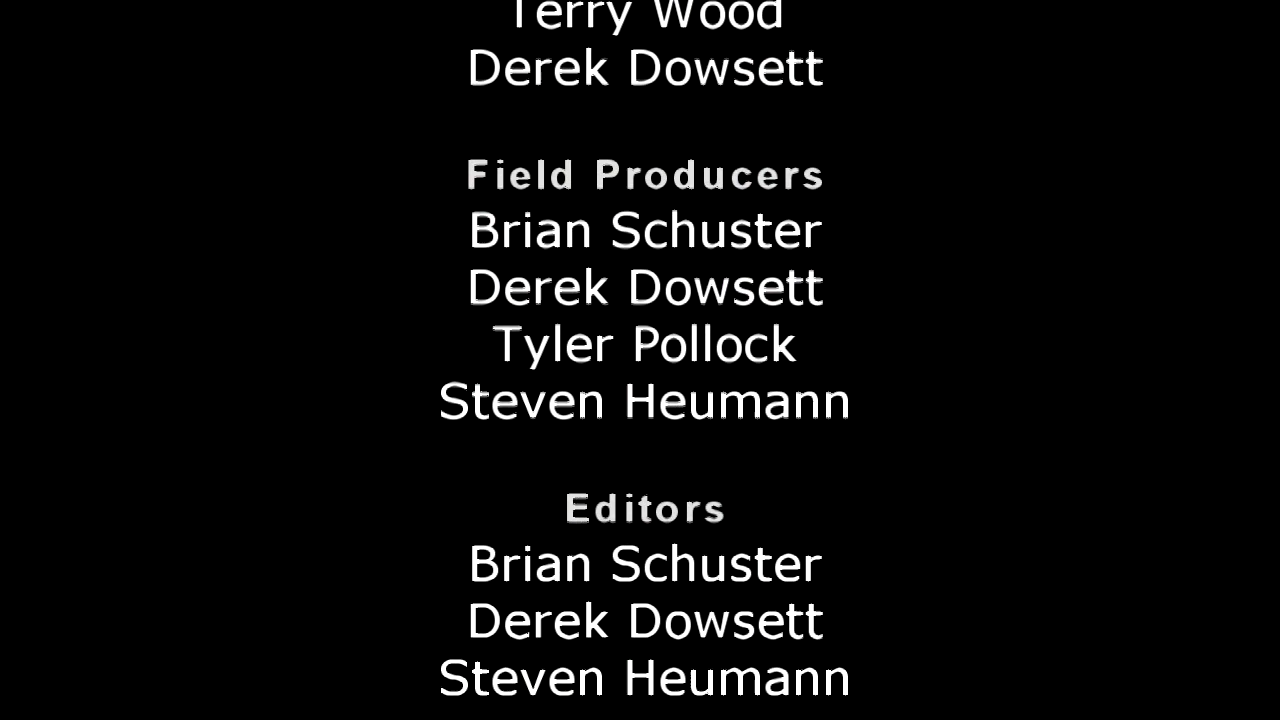 Terry Wood
Derek Dowsett
Field Producers
Brian Schuster
Derek Dowsett
Tyler Pollock
Steven Heumann
Editors
Brian Schuster
Derek Dowsett
Steven Heumann